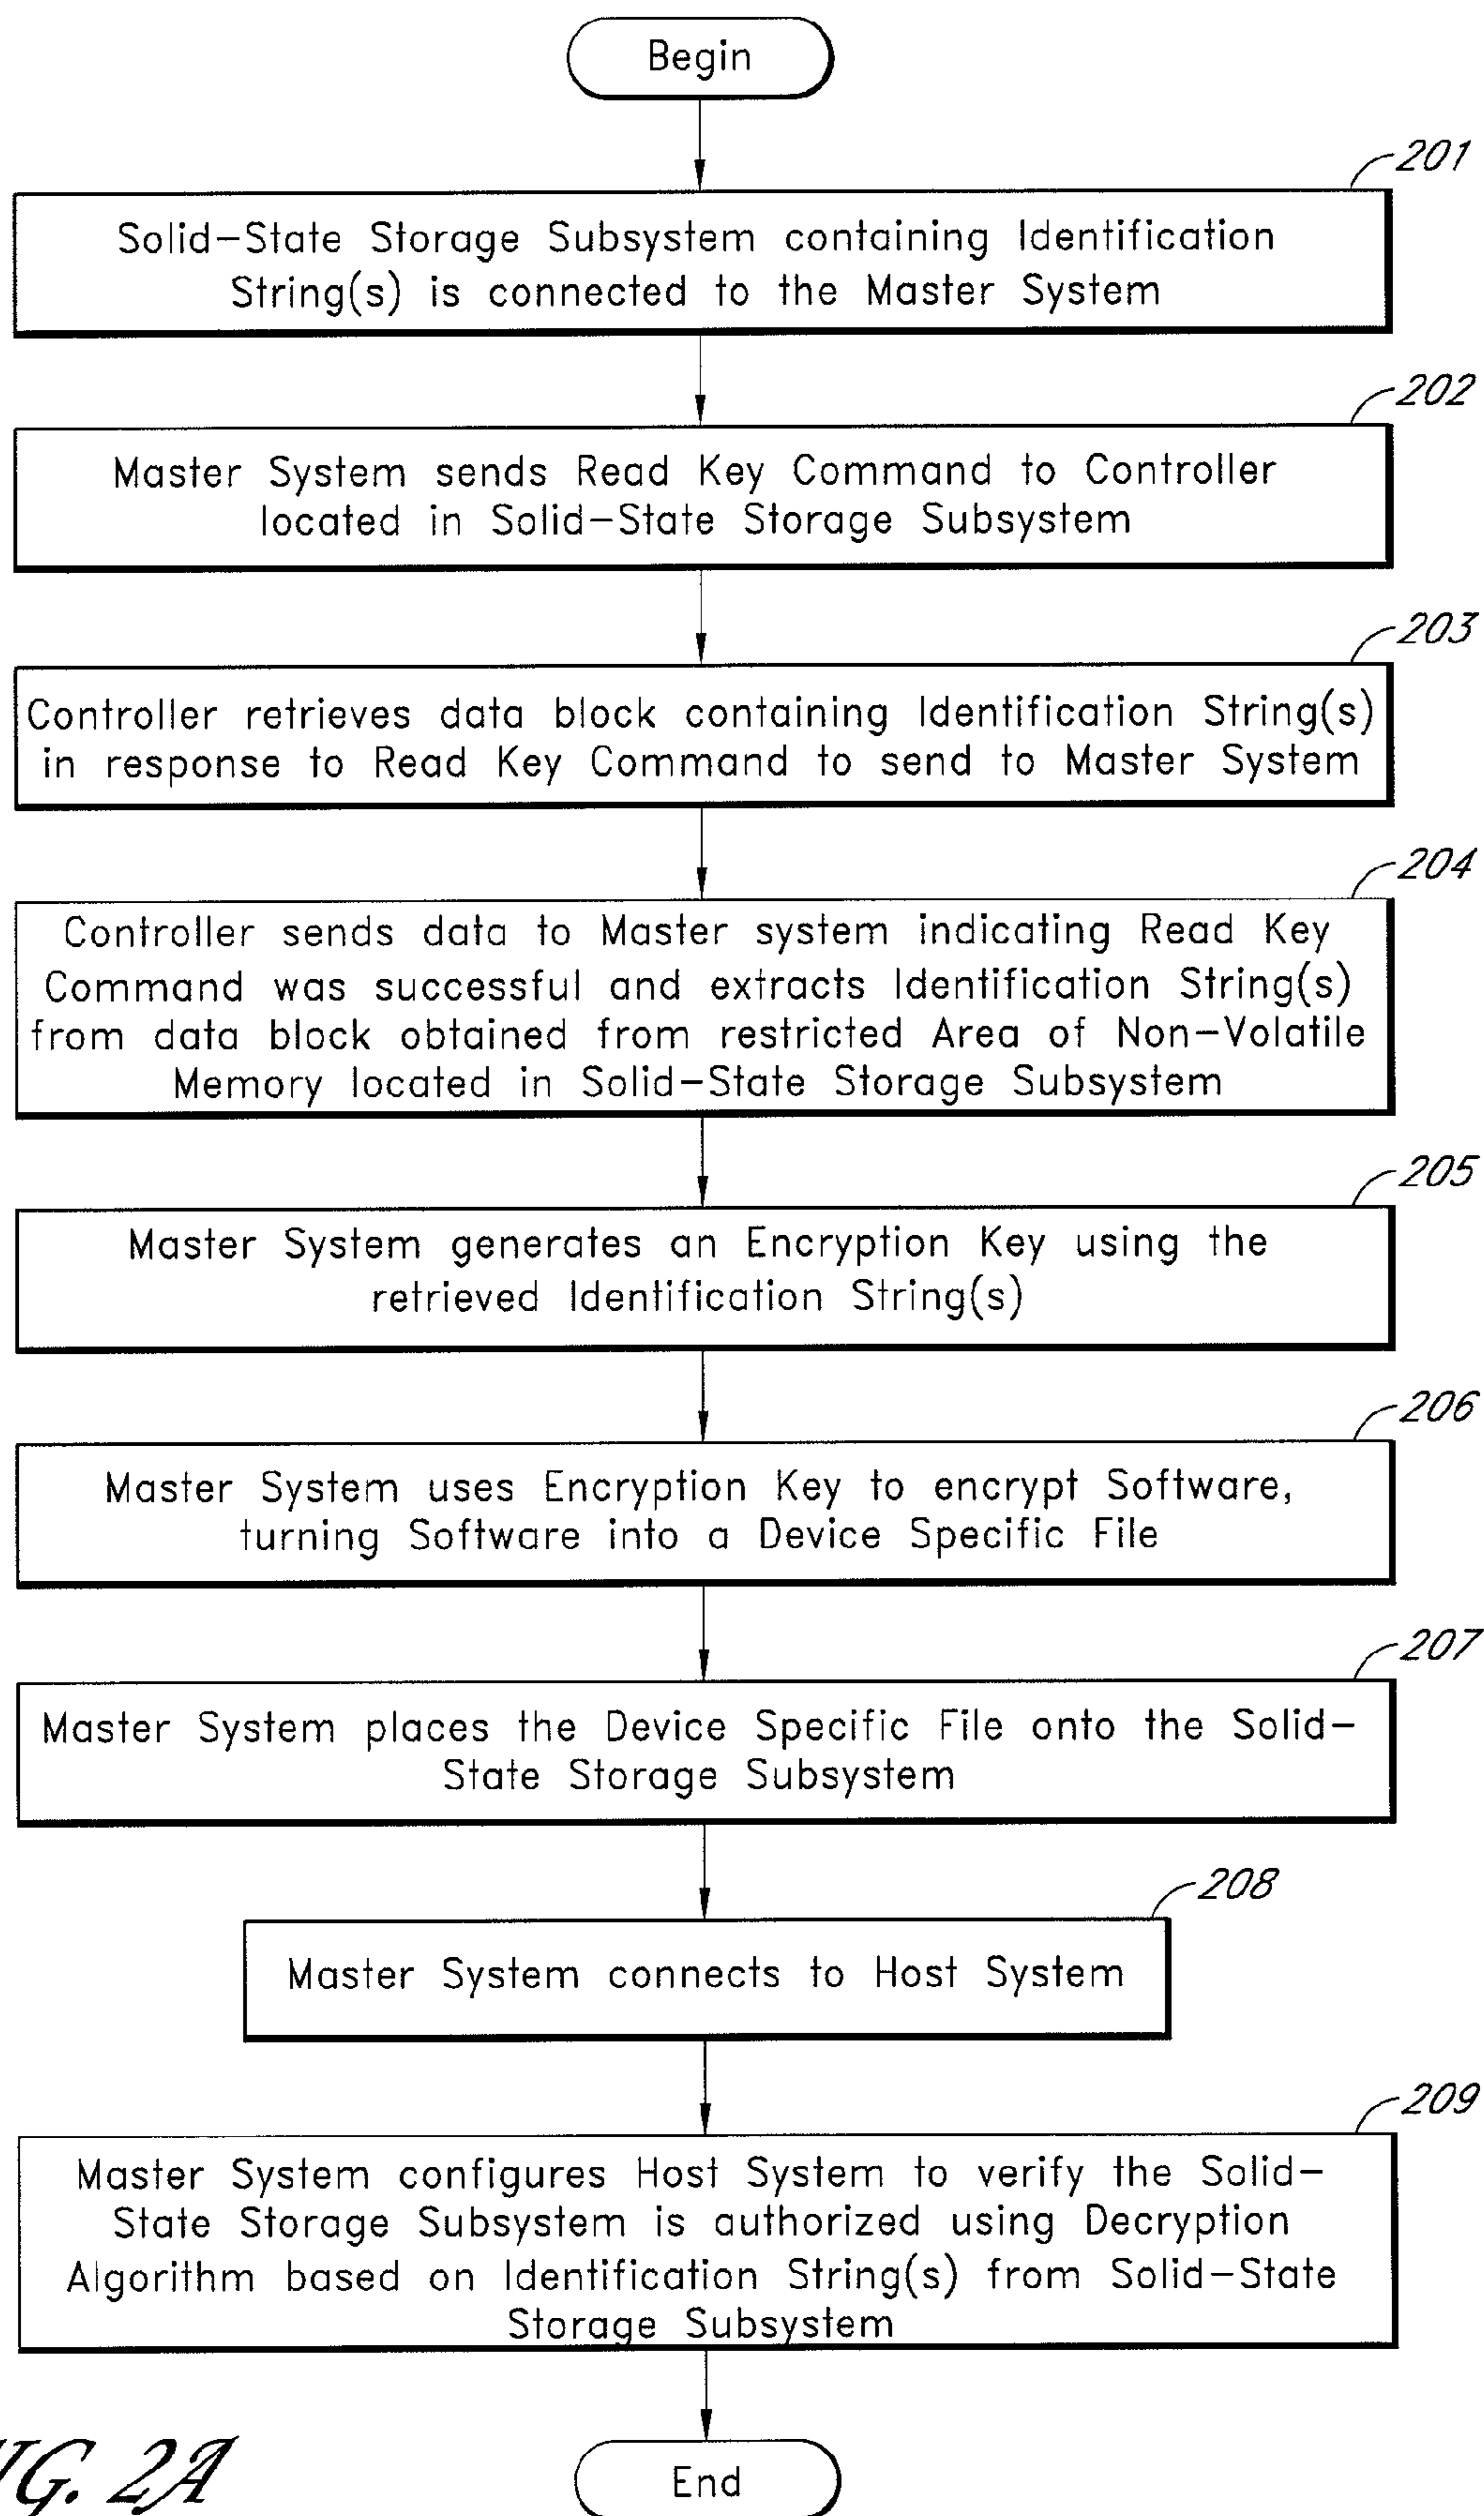 Begin
201
Solid-State Storage Subsystem containing Identification
String(s) is connected to the Master System
202
Master System sends Read Key Command to Controller
located in Solid-State Storage Subsystem
203
Controller retrieves data block containing Identification String(s)
in response to Read Key Command to send to Master System
204
Controller sends data to Master system indicating Read Key
Command was successful and extracts Identification String(s)
from data block obtained from restricted Area of Non-Volatile
Memory located in Solid-State Storage Subsystem
205
Master System generates an Encryption Key using the
retrieved Identification String(s)
206
Master System uses Encryption Key to encrypt Software,
turning Software into a Device Specific File
207
Master System places the Device Specific File onto the Solid-
State Storage Subsystem
208
Master System connects to Host System
209
Master System configures Host System to verify the Solid-
State Storage Subsystem is authorized using Decryption
Algorithm based on Identification String(s) from Solid-State
Storage Subsystem
End
2A